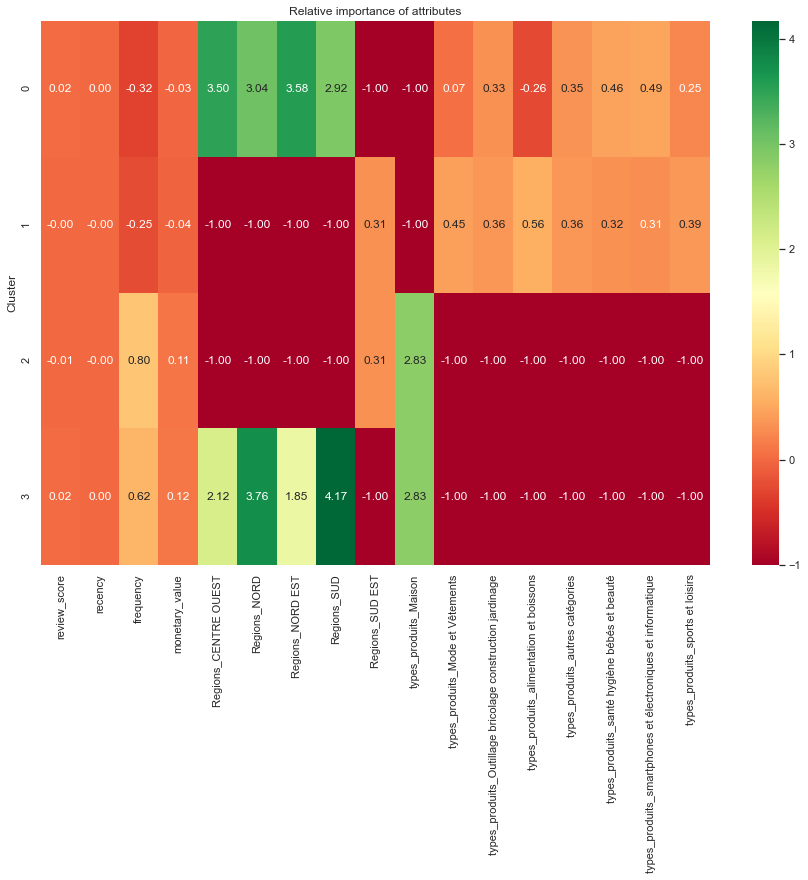 Relative importance of attributes
0 0.02 0.00 -0.32 -0.03 3.50 3.04 3.58 2.92 -1.00 -1.00 0.07 0.33 -0.26 0.35 0.46 0.49 0.25
1 -0.00 -0.00 -0.25 -0.04 -1.00 -1.00 -1.00 -1.00 0.31 -1.00 0.45 0.36 0.56 0.36 0.32 0.31 0.39
Cluster
2 -0.01 -0.00 0.80 0.11 -1.00 -1.00 -1.00 -1.00 0.31 2.83 -1.00 -1.00 -1.00 -1.00 -1.00 -1.00 -1.00
3 0.02 0.00 0.62 0.12 2.12 3.76 1.85 4.17 -1.00 2.83 -1.00 -1.00 -1.00 -1.00 -1.00 -1.00 -1.00
review_score
recency
frequency
monetary_value
Regions_CENTRE OUEST
Regions_NORD
Regions_NORD EST
Regions_SUD
Regions_SUD EST
types_produits_Maison
types_produits_Mode et Vêtements
types_produits_Outillage bricolage construction jardinage
types_produits_alimentation et boissons
types_produits_autres catégories
types_produits_santé hygiène bébés et beauté
types_produits_smartphones et électroniques et informatique
types_produits_sports et loisirs
4
3
2
1
0
−1